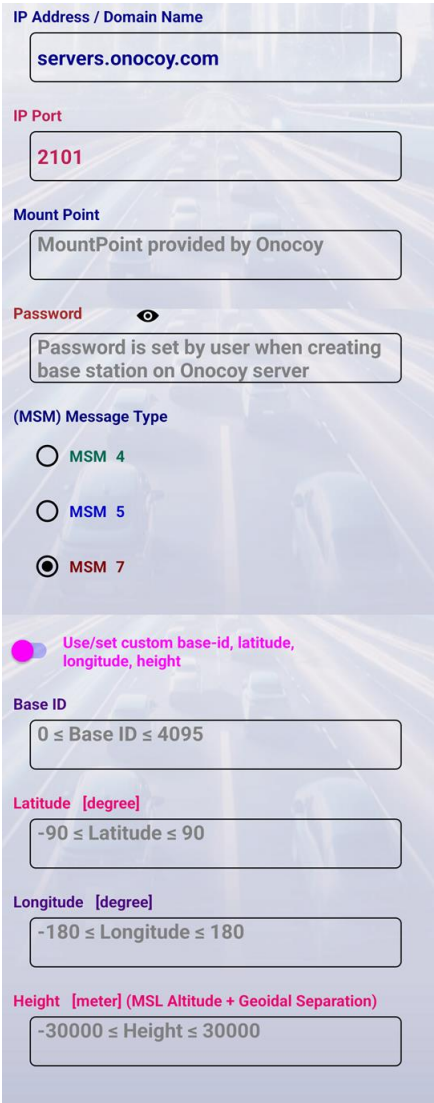 IP Address / Domain Name
servers.onocoy.com
IP Port
2101
Mount Point
MountPoint provided by Onocoy
Password
Password is set by user when creating
base station on Onocoy server
(MSM) Message Type
MSM 4
MSM 5
MSM 7
Use/set custom base-id, latitude,
longitude, height
Base ID
0 ≤ Base ID ≤ 4095
Latitude [degree]
-90 ≤ Latitude ≤ 90
Longitude [degree]
-180 ≤ Longitude ≤ 180
Height [meter] (MSL Altitude + Geoidal Separation)
-30000 ≤ Height ≤ 30000